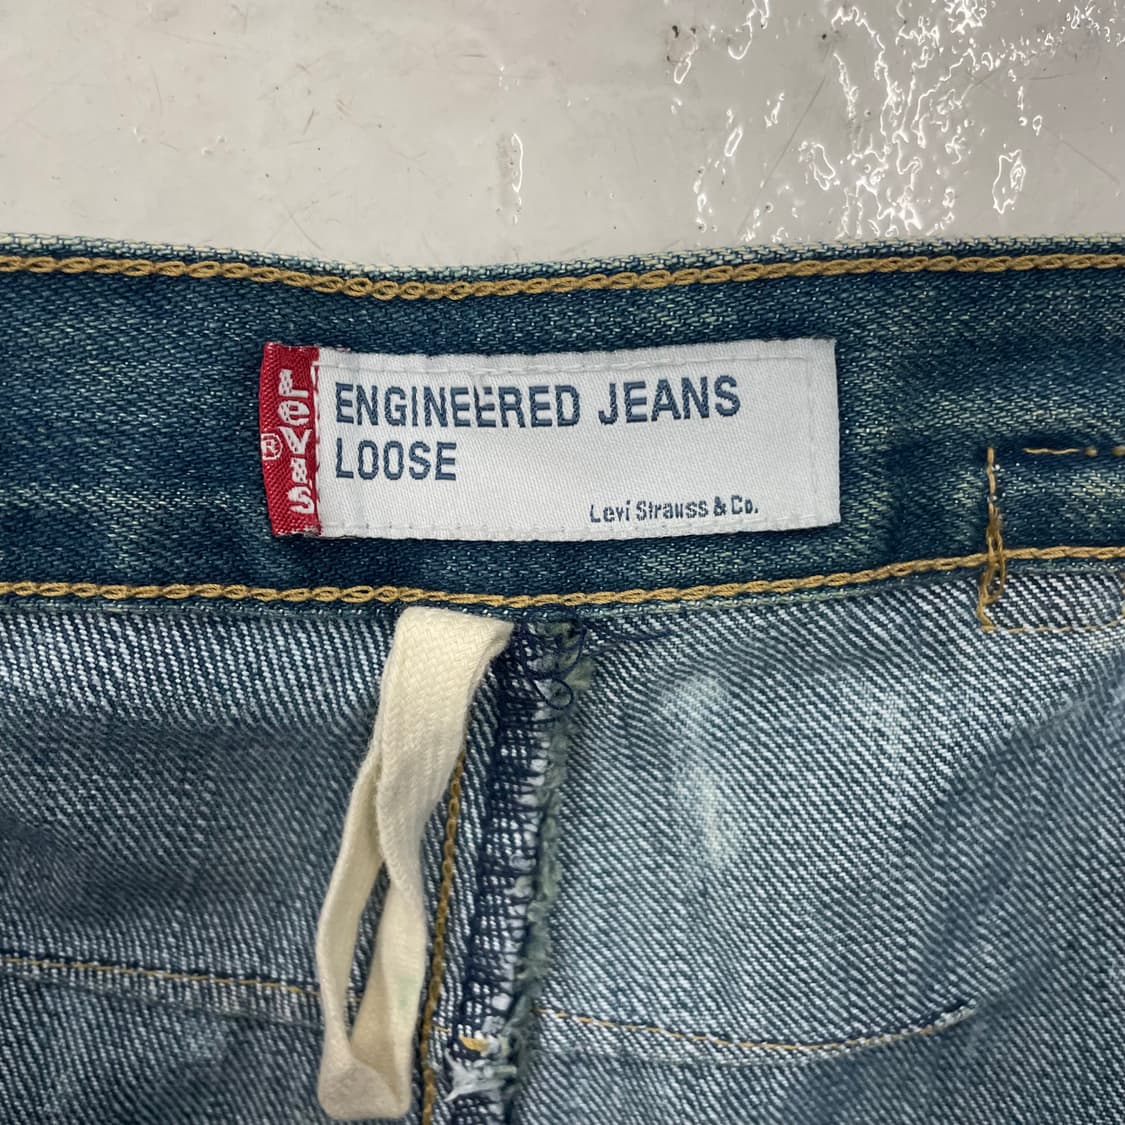 LEVI'S
®
ENGINEERED JEANS
LOOSE
Levi Strauss & Co.